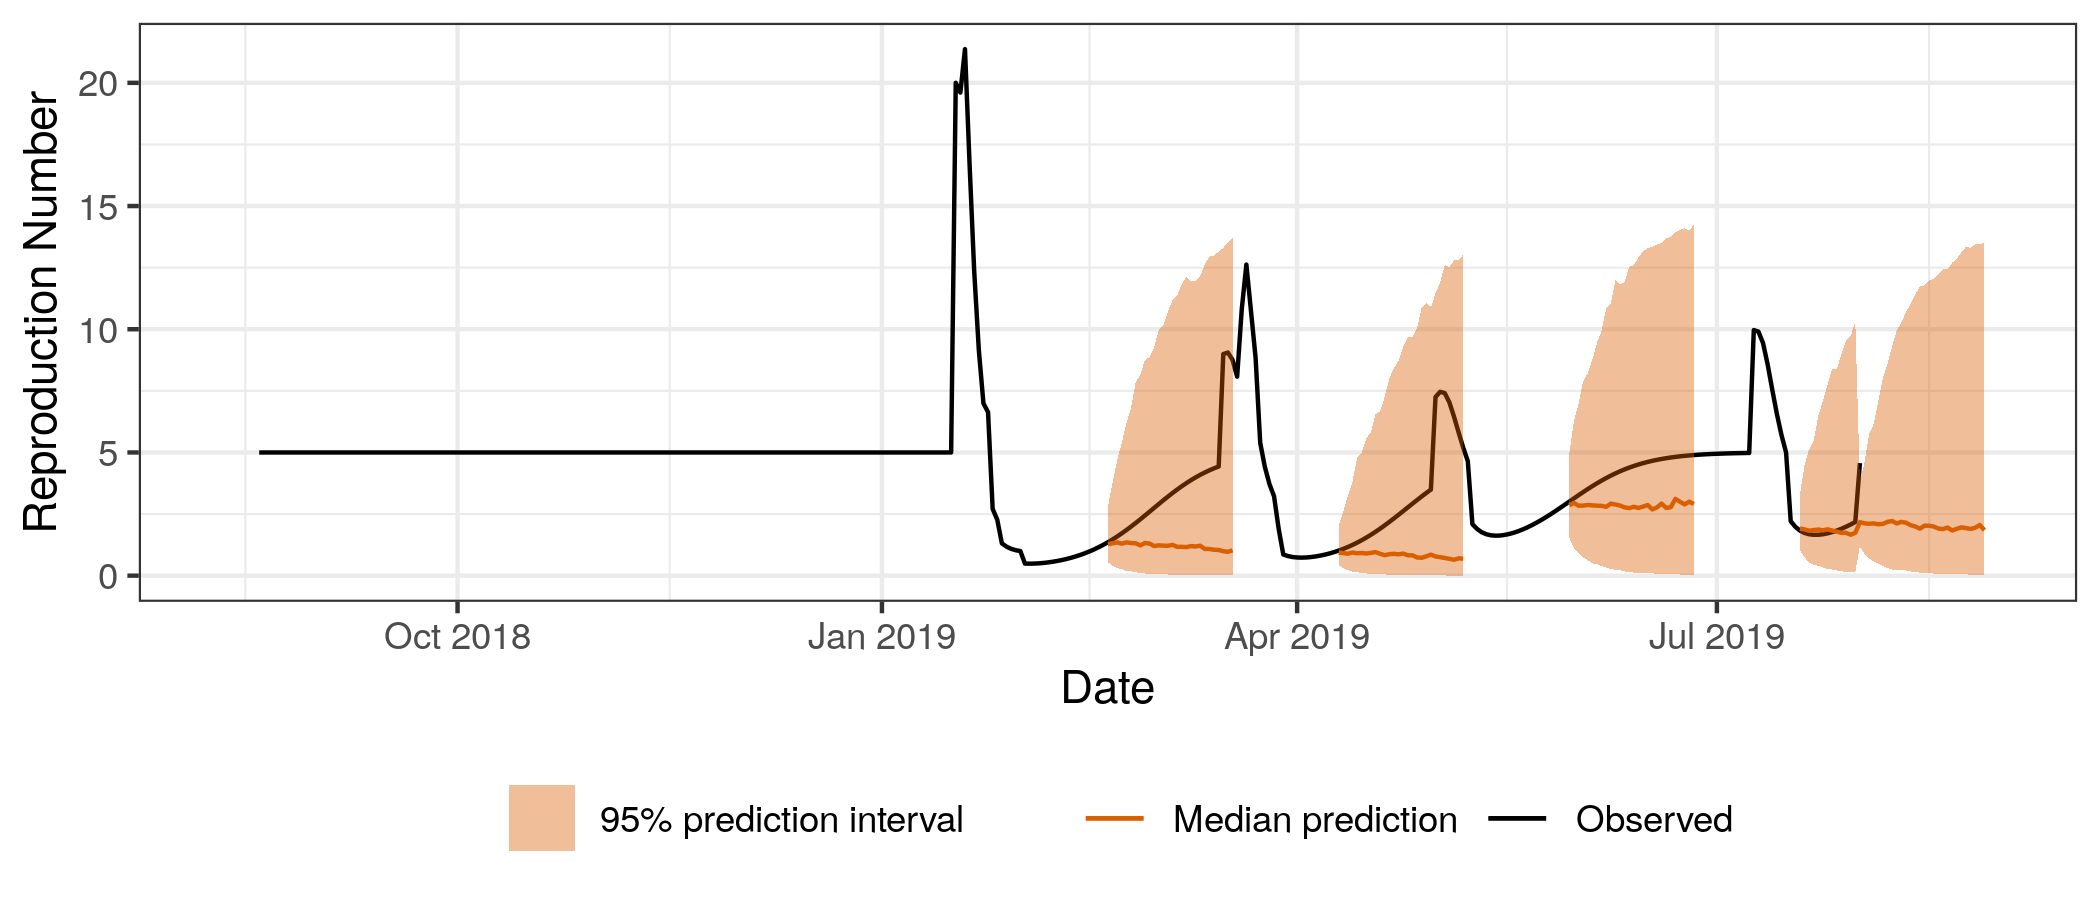 Reproduction Number
20
15
10
5
0
Oct 2018 Jan 2019 Apr 2019 Jul 2019
Date
95% prediction interval Median prediction Observed